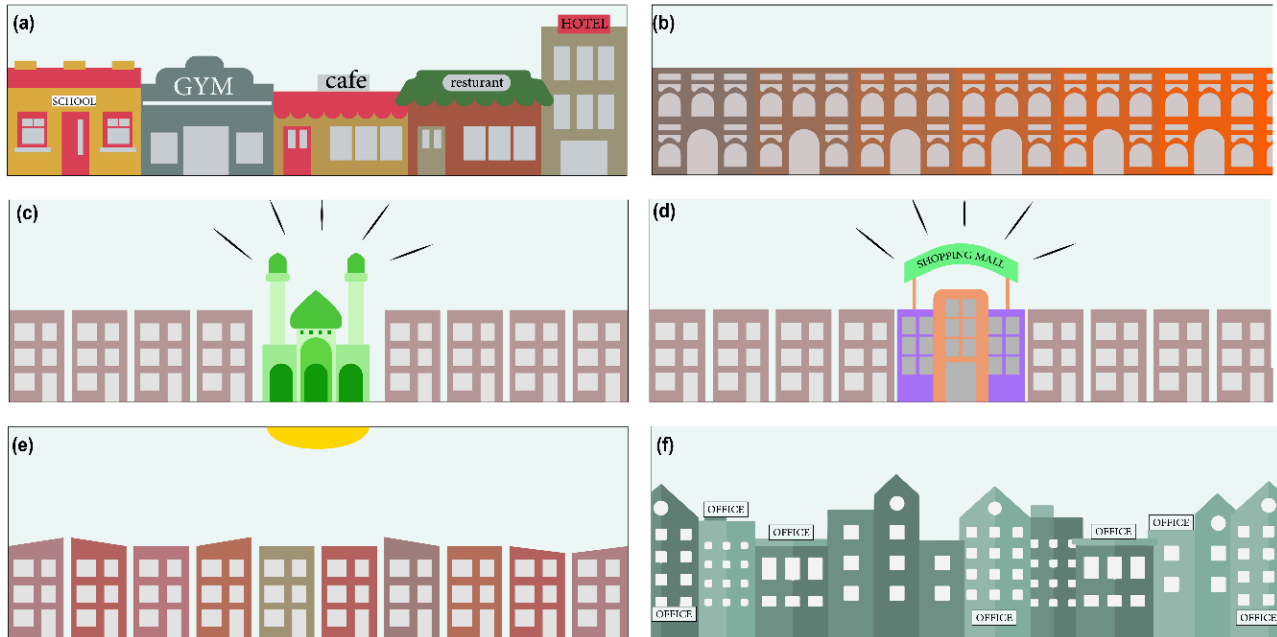 (a)
HOTEL
cafe
GYM
resturant
SCHOOL
(b)
(c)
(d)
SHOPPING MALL
(e)
(f)
OFFICE
OFFICE
OFFICE
OFFICE
OFFICE
OFFICE
OFFICE